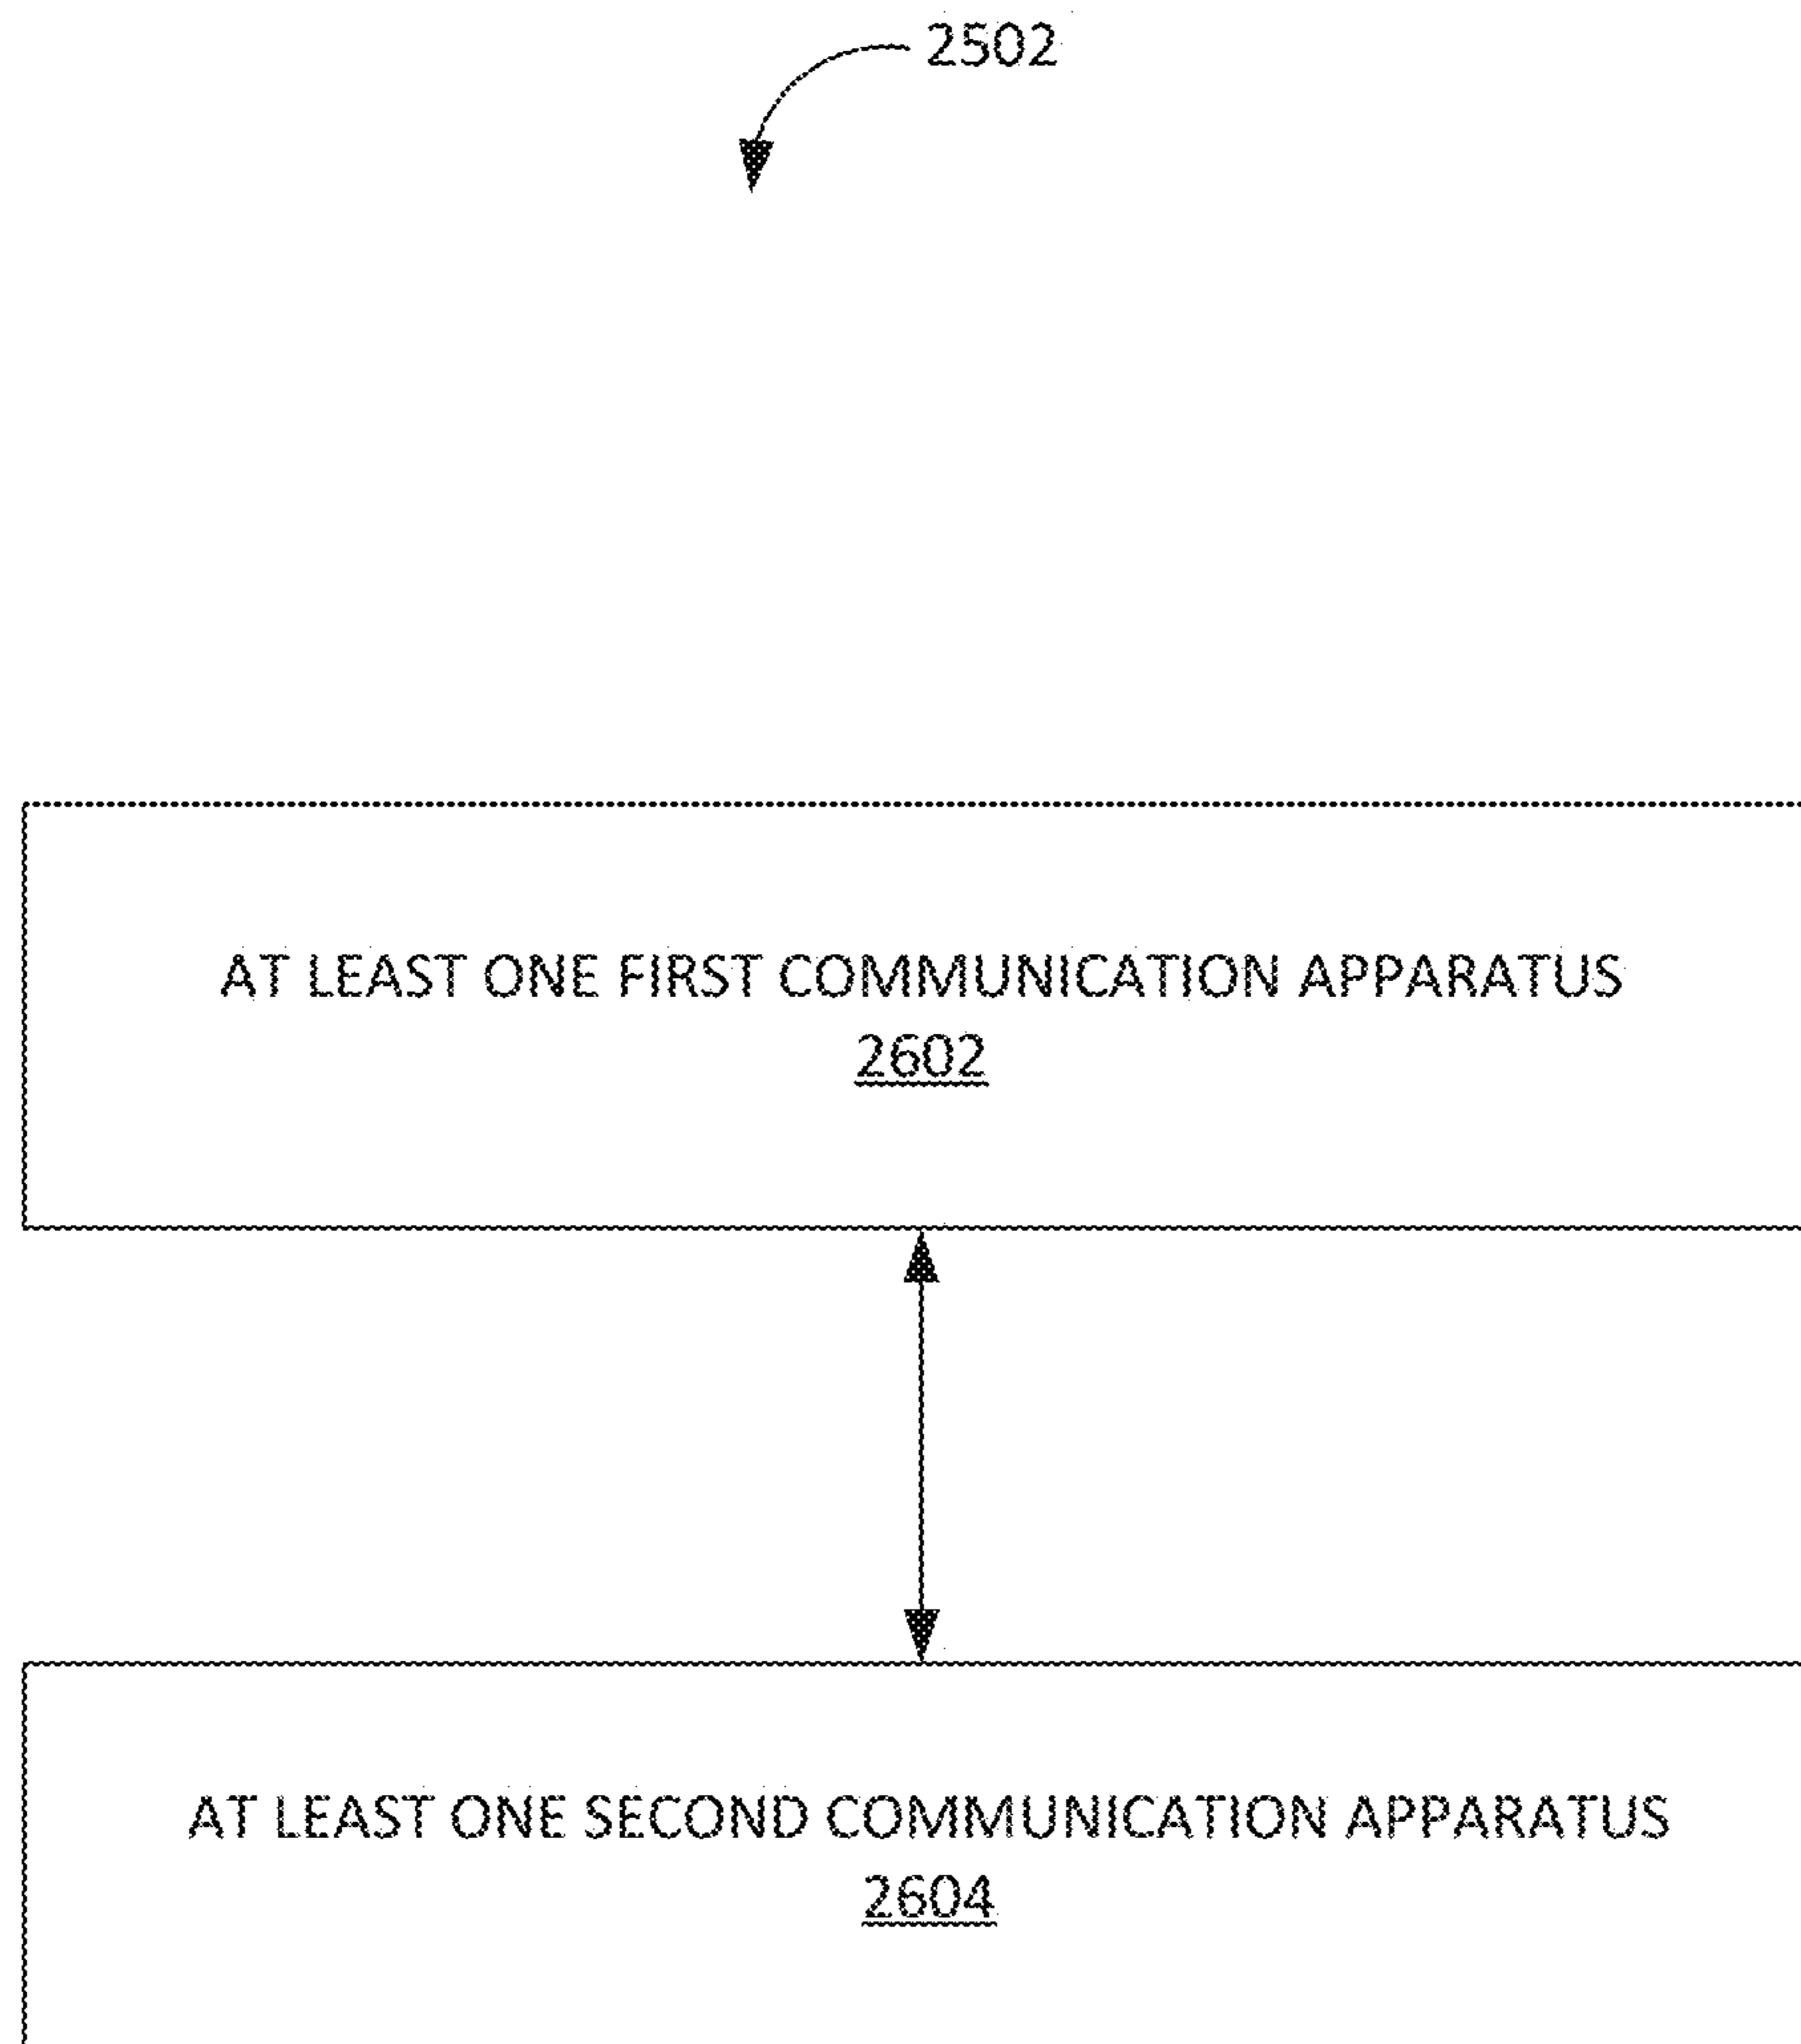 2502
AT LEAST ONE FIRST COMMUNICATION APPARATUS
2602
AT LEAST ONE SECOND COMMUNICATION APPARATUS
2604